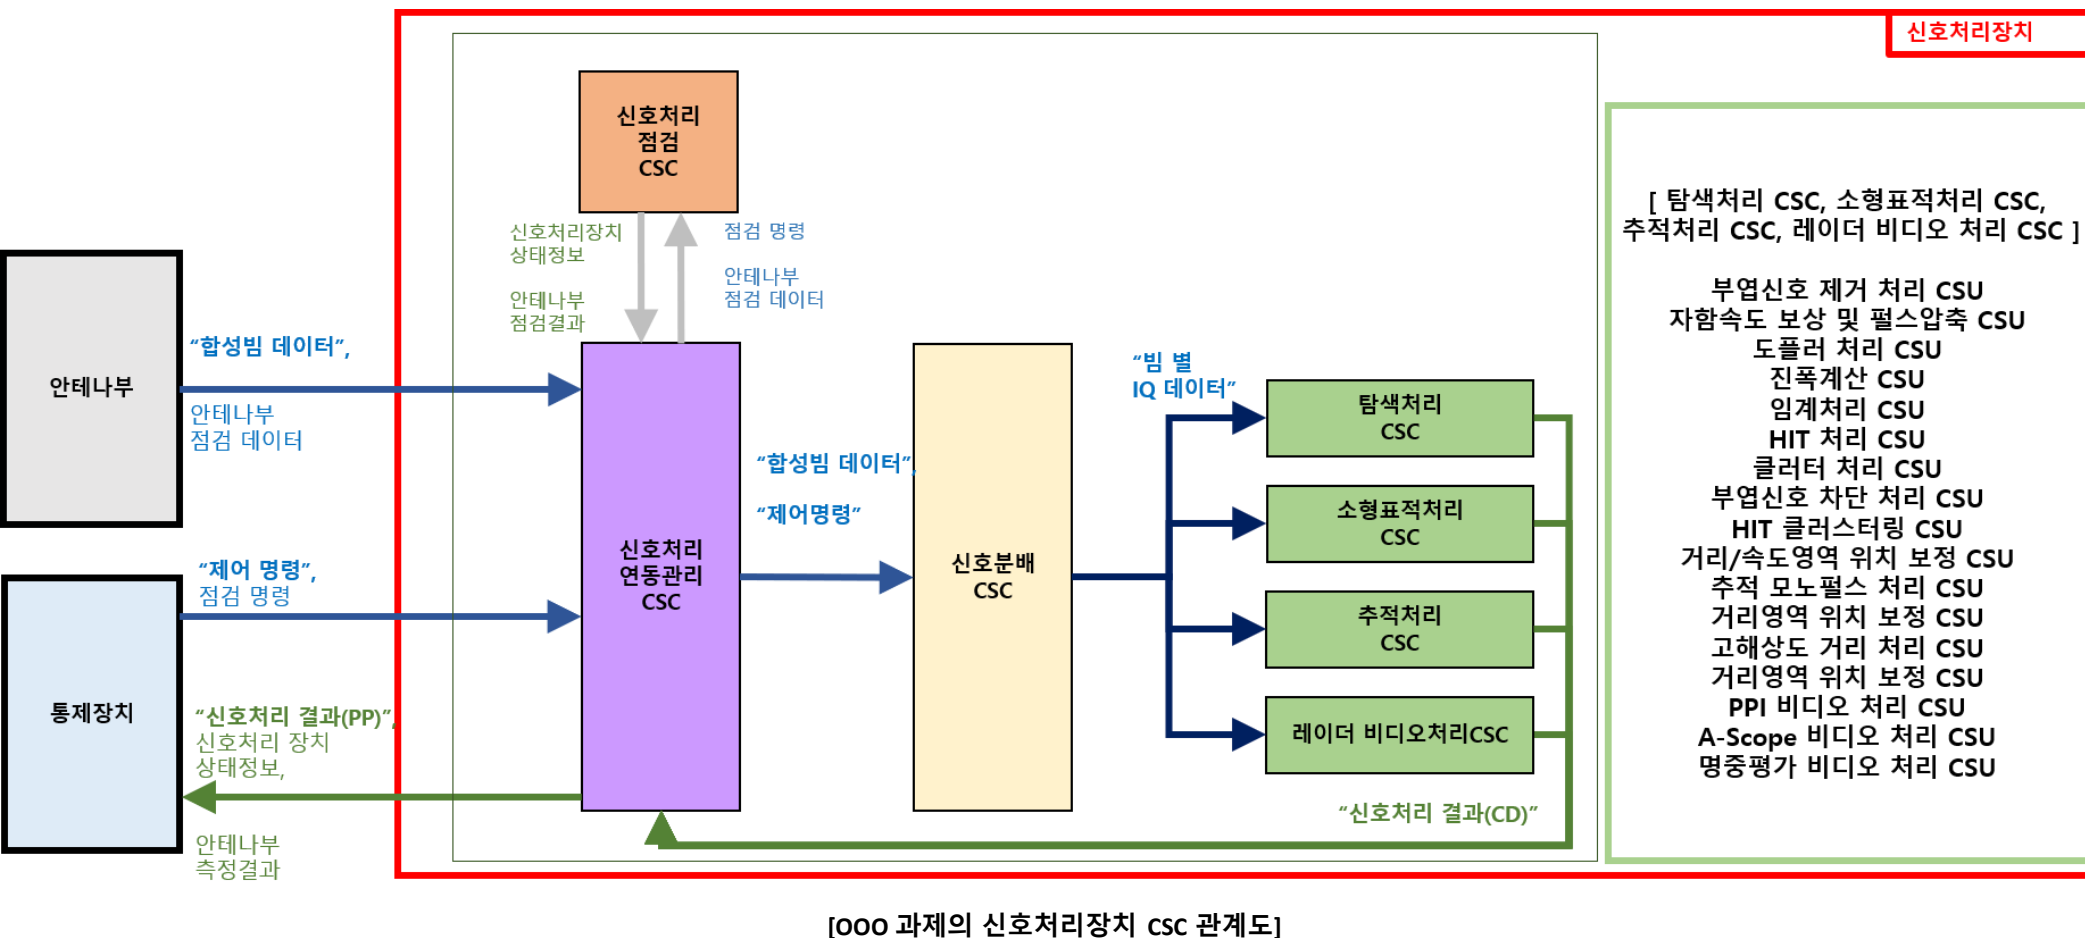 신호처리장치
신호처리
점검
CSC
신호처리장치
상태정보
안테나부
점검결과
점검 명령
안테나부
점검 데이터
안테나부
“합성빔 데이터”,
안테나부
점검 데이터
통제장치
“제어 명령”,
점검 명령
“신호처리 결과(PP)”,
신호처리 장치
상태정보,
안테나부
측정결과
신호처리
연동관리
CSC
“합성빔 데이터”,
“제어명령”
신호분배
CSC
“빔 별
IQ 데이터”
탐색처리
CSC
소형표적처리
CSC
추적처리
CSC
레이더 비디오처리CSC
“신호처리 결과(CD)”
[ 탐색처리 CSC, 소형표적처리 CSC,
추적처리 CSC, 레이더 비디오 처리 CSC ]
부엽신호 제거 처리 CSU
자함속도 보상 및 펄스압축 CSU
도플러 처리 CSU
진폭계산 CSU
임계처리 CSU
HIT 처리 CSU
클러터 처리 CSU
부엽신호 차단 처리 CSU
HIT 클러스터링 CSU
거리/속도영역 위치 보정 CSU
추적 모노펄스 처리 CSU
거리영역 위치 보정 CSU
고해상도 거리 처리 CSU
거리영역 위치 보정 CSU
PPI 비디오 처리 CSU
A-Scope 비디오 처리 CSU
명중평가 비디오 처리 CSU
[OOO 과제의 신호처리장치 CSC 관계도]